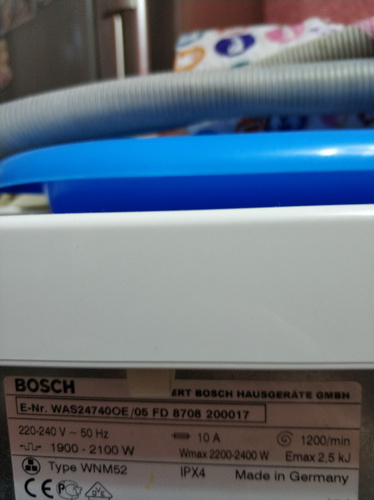 BOSCH
ERT BOSCH HAUSGERÄTE GMBH
E-Nr. WAS24740OE /05 FD 8708 200017
220-240 V ~ 50 Hz
10 A
1200/min
1900 - 2100 W
Wmax 2200-2400 W
Emax 2,5 kJ
Type WNM52
IPX4
Made in Germany
CE